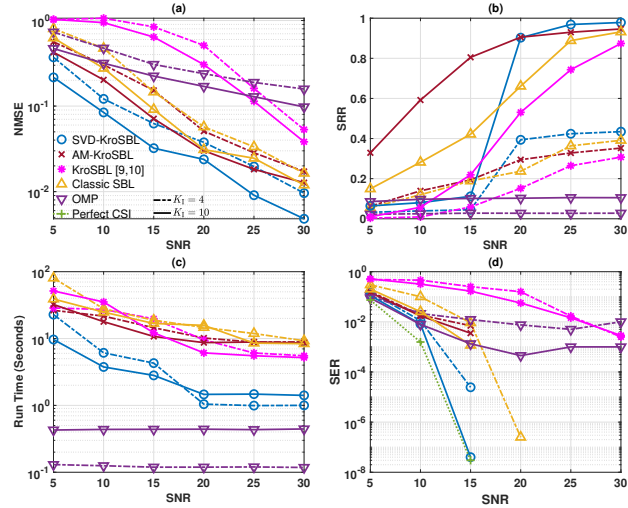 (a)
NMSE
10^0
10^-1
10^-2
5 10 15 20 25 30
SNR
SVD-KroSBL
AM-KroSBL
KroSBL [9,10]
Classic SBL
OMP
Perfect CSI
K_I = 4
K_I = 10
(b)
SRR
1
0.8
0.6
0.4
0.2
0
5 10 15 20 25 30
SNR
(c)
Run Time (Seconds)
10^2
10^1
10^0
10^-1
5 10 15 20 25 30
SNR
(d)
SER
10^0
10^-2
10^-4
10^-6
10^-8
5 10 15 20 25 30
SNR